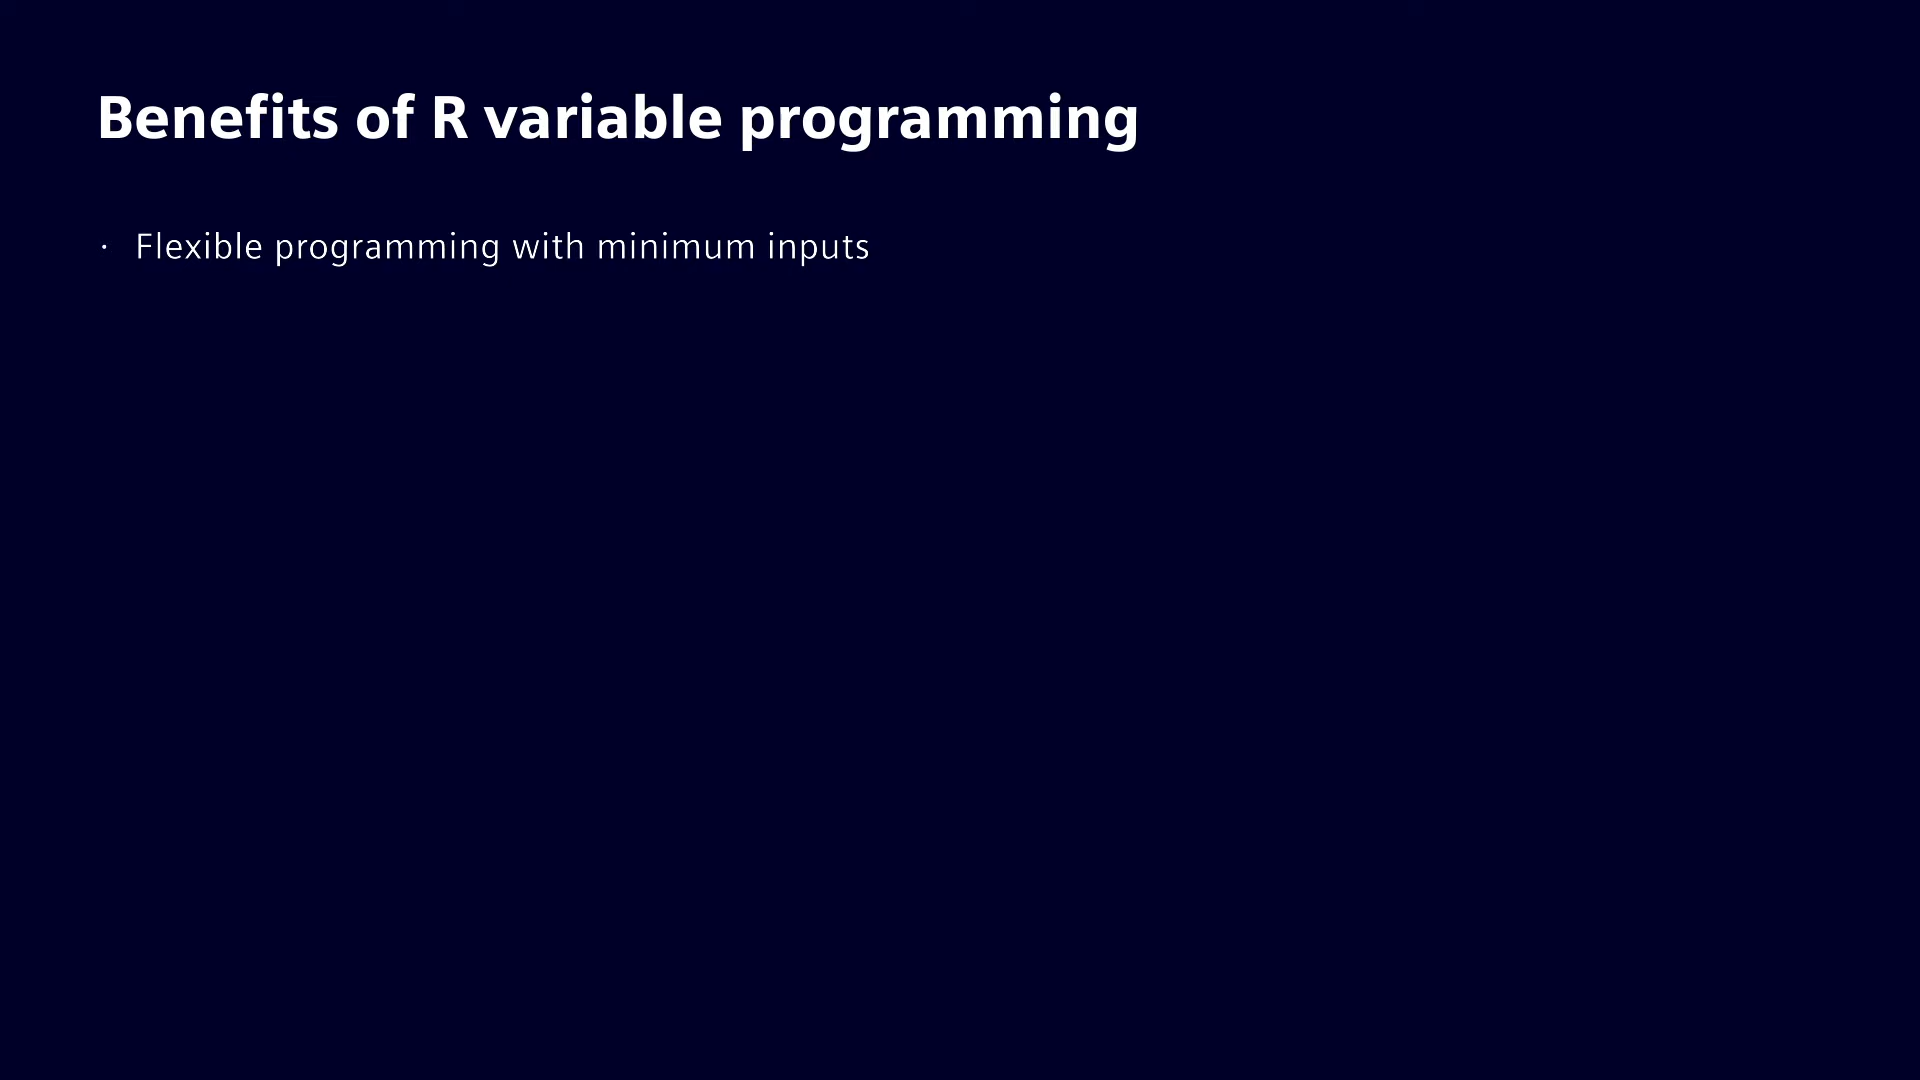 Benefits of R variable programming
· Flexible programming with minimum inputs